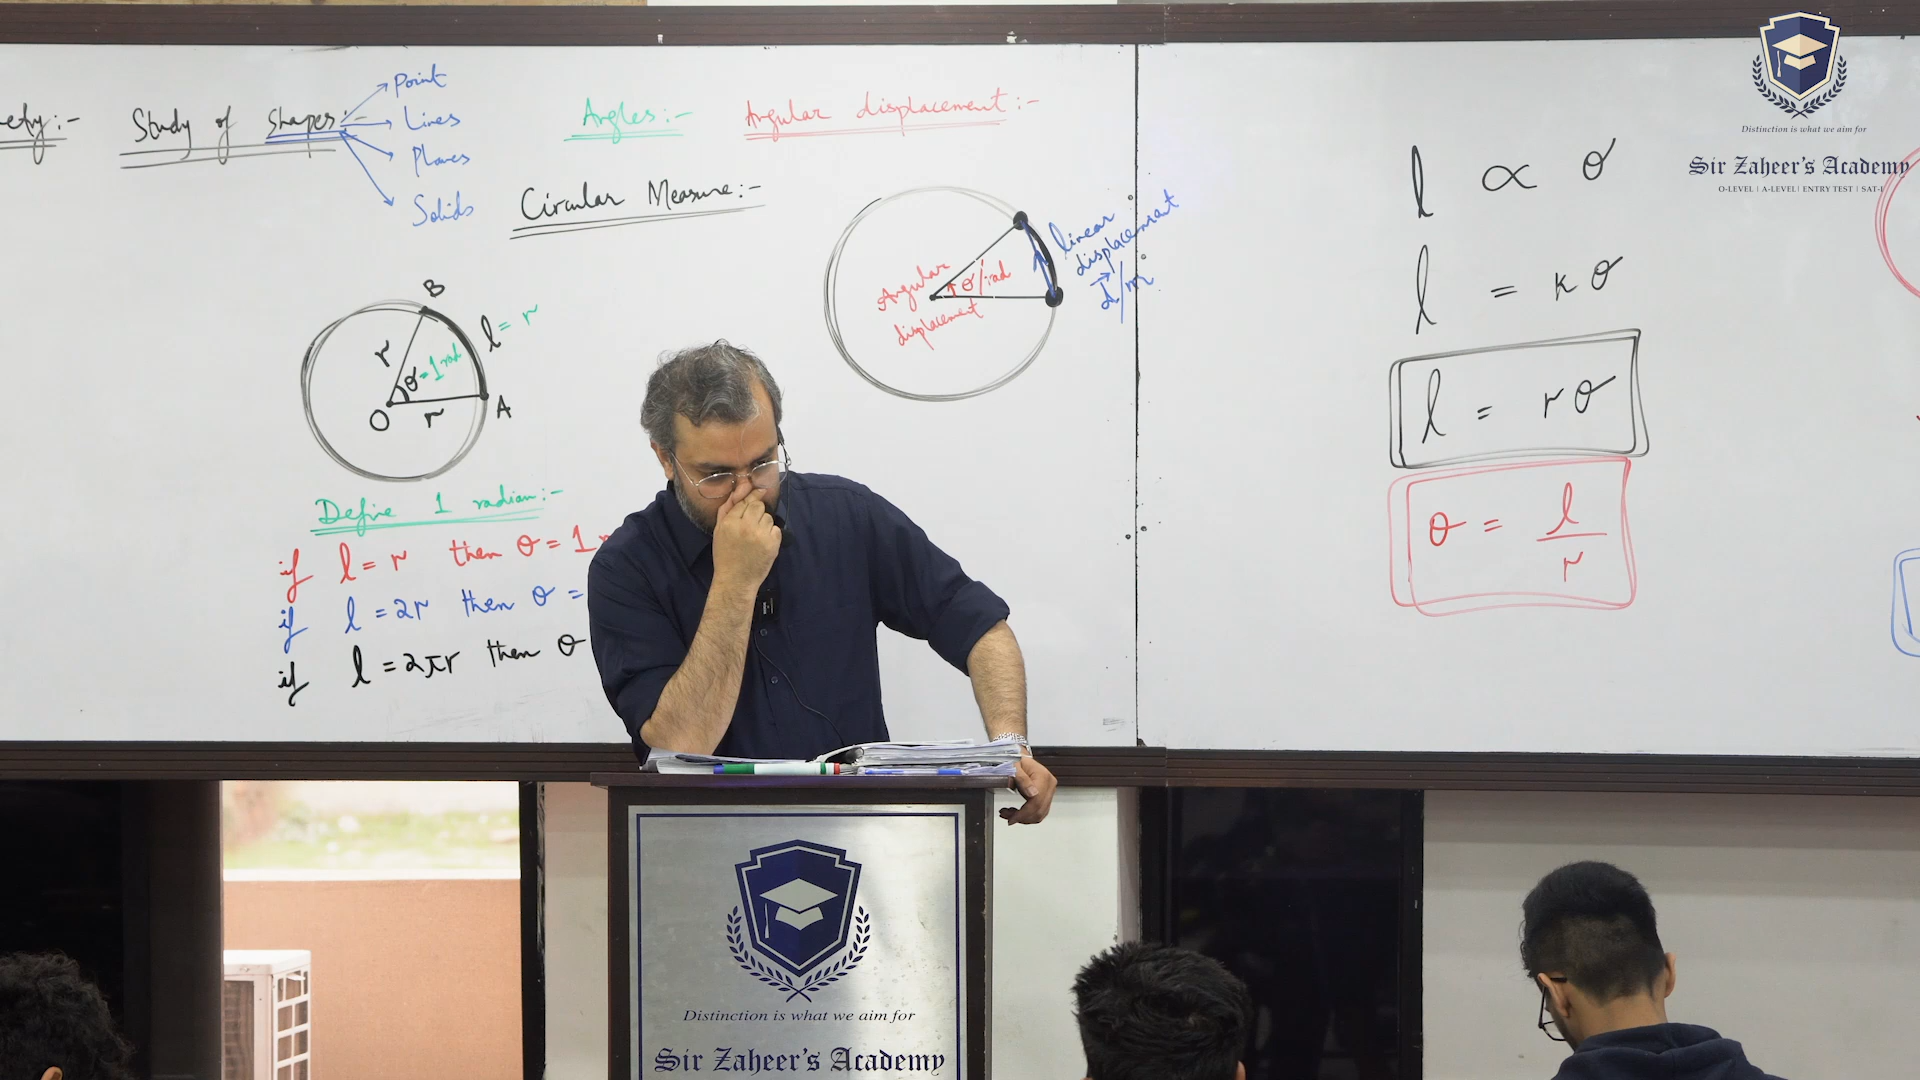 etry:-
Study of Shapes:-
Point
Lines
Planes
Solids
Angles:-
Angular displacement:-
Circular Measure:-
B
l = r
r
θ = 1 rad
O
r
A
Define 1 radian:-
if l = r then θ = 1
if l = 2r then θ =
if l = 2πr then θ
Angular
displacement
θ/rad
linear
displacement
d/m
l ∝ θ
l = kθ
l = rθ
θ = l/r
Distinction is what we aim for
Sir Zaheer's Academy
O-LEVEL | A-LEVEL | ENTRY TEST | SAT-I
Distinction is what we aim for
Sir Zaheer's Academy